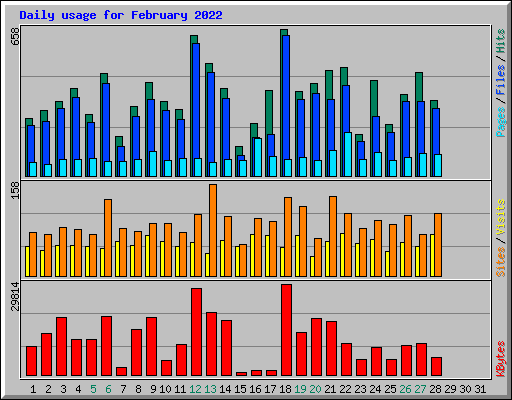 Daily usage for February 2022
658
Pages / Files / Hits
158
Sites / Visits
29814
KBytes
1 2 3 4 5 6 7 8 9 10 11 12 13 14 15 16 17 18 19 20 21 22 23 24 25 26 27 28 29 30 31